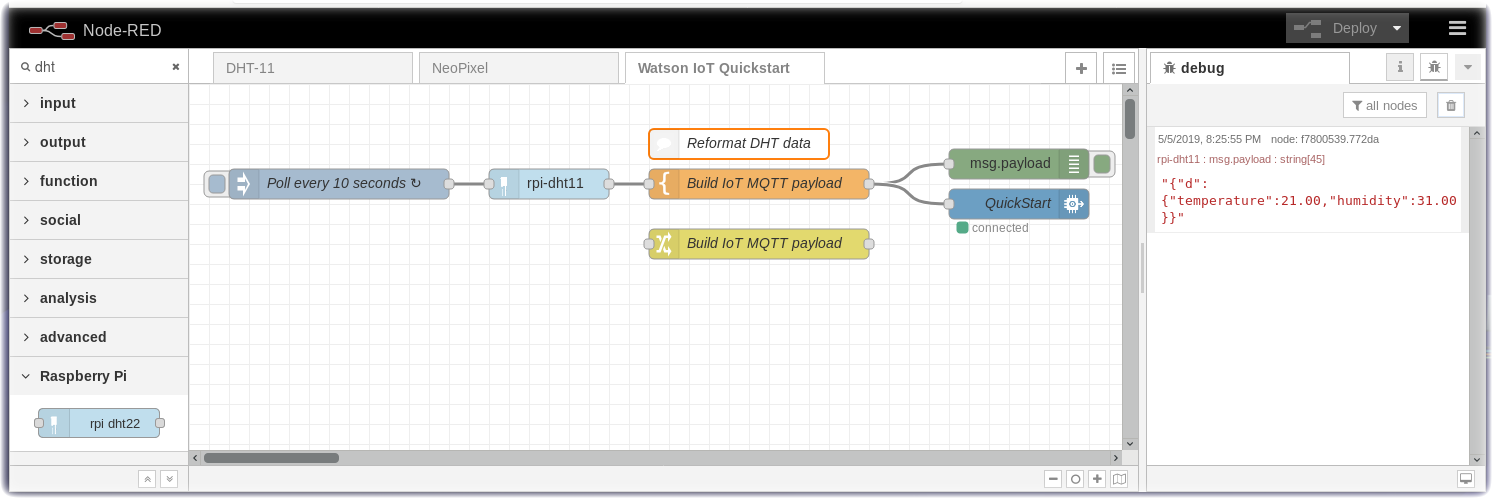 Node-RED
Deploy
dht
DHT-11
NeoPixel
Watson IoT Quickstart
debug
input
output
function
social
storage
analysis
advanced
Raspberry Pi
rpi dht22
Reformat DHT data
Poll every 10 seconds ↻
rpi-dht11
Build IoT MQTT payload
msg.payload
QuickStart
connected
Build IoT MQTT payload
all nodes
5/5/2019, 8:25:55 PM node: f7800539.772da
rpi-dht11 : msg.payload : string[45]
"{"d":
{"temperature":21.00,"humidity":31.00
}}"